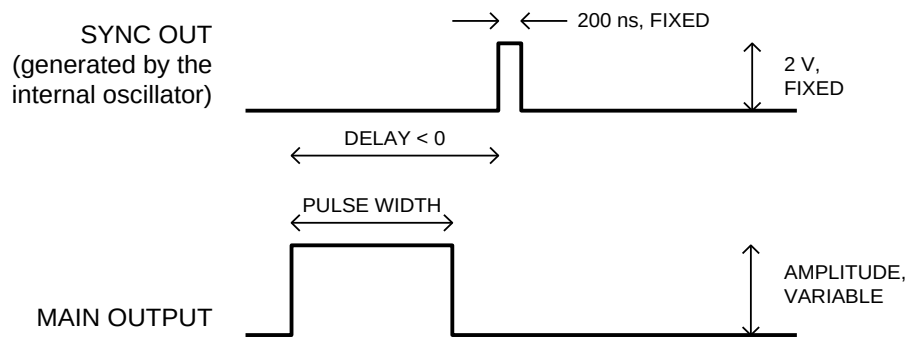 SYNC OUT
(generated by the
internal oscillator)
200 ns, FIXED
2 V,
FIXED
DELAY < 0
PULSE WIDTH
MAIN OUTPUT
AMPLITUDE,
VARIABLE